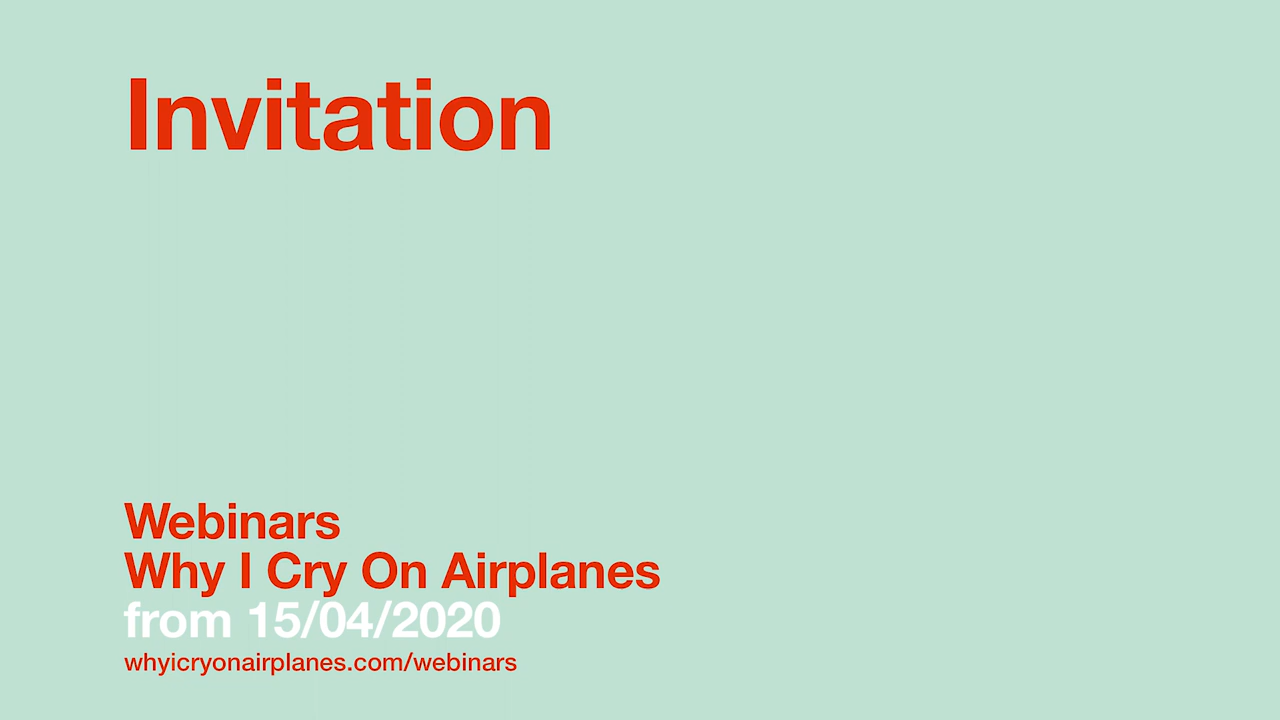 Invitation
Webinars
Why I Cry On Airplanes
from 15/04/2020
whyicryonairplanes.com/webinars